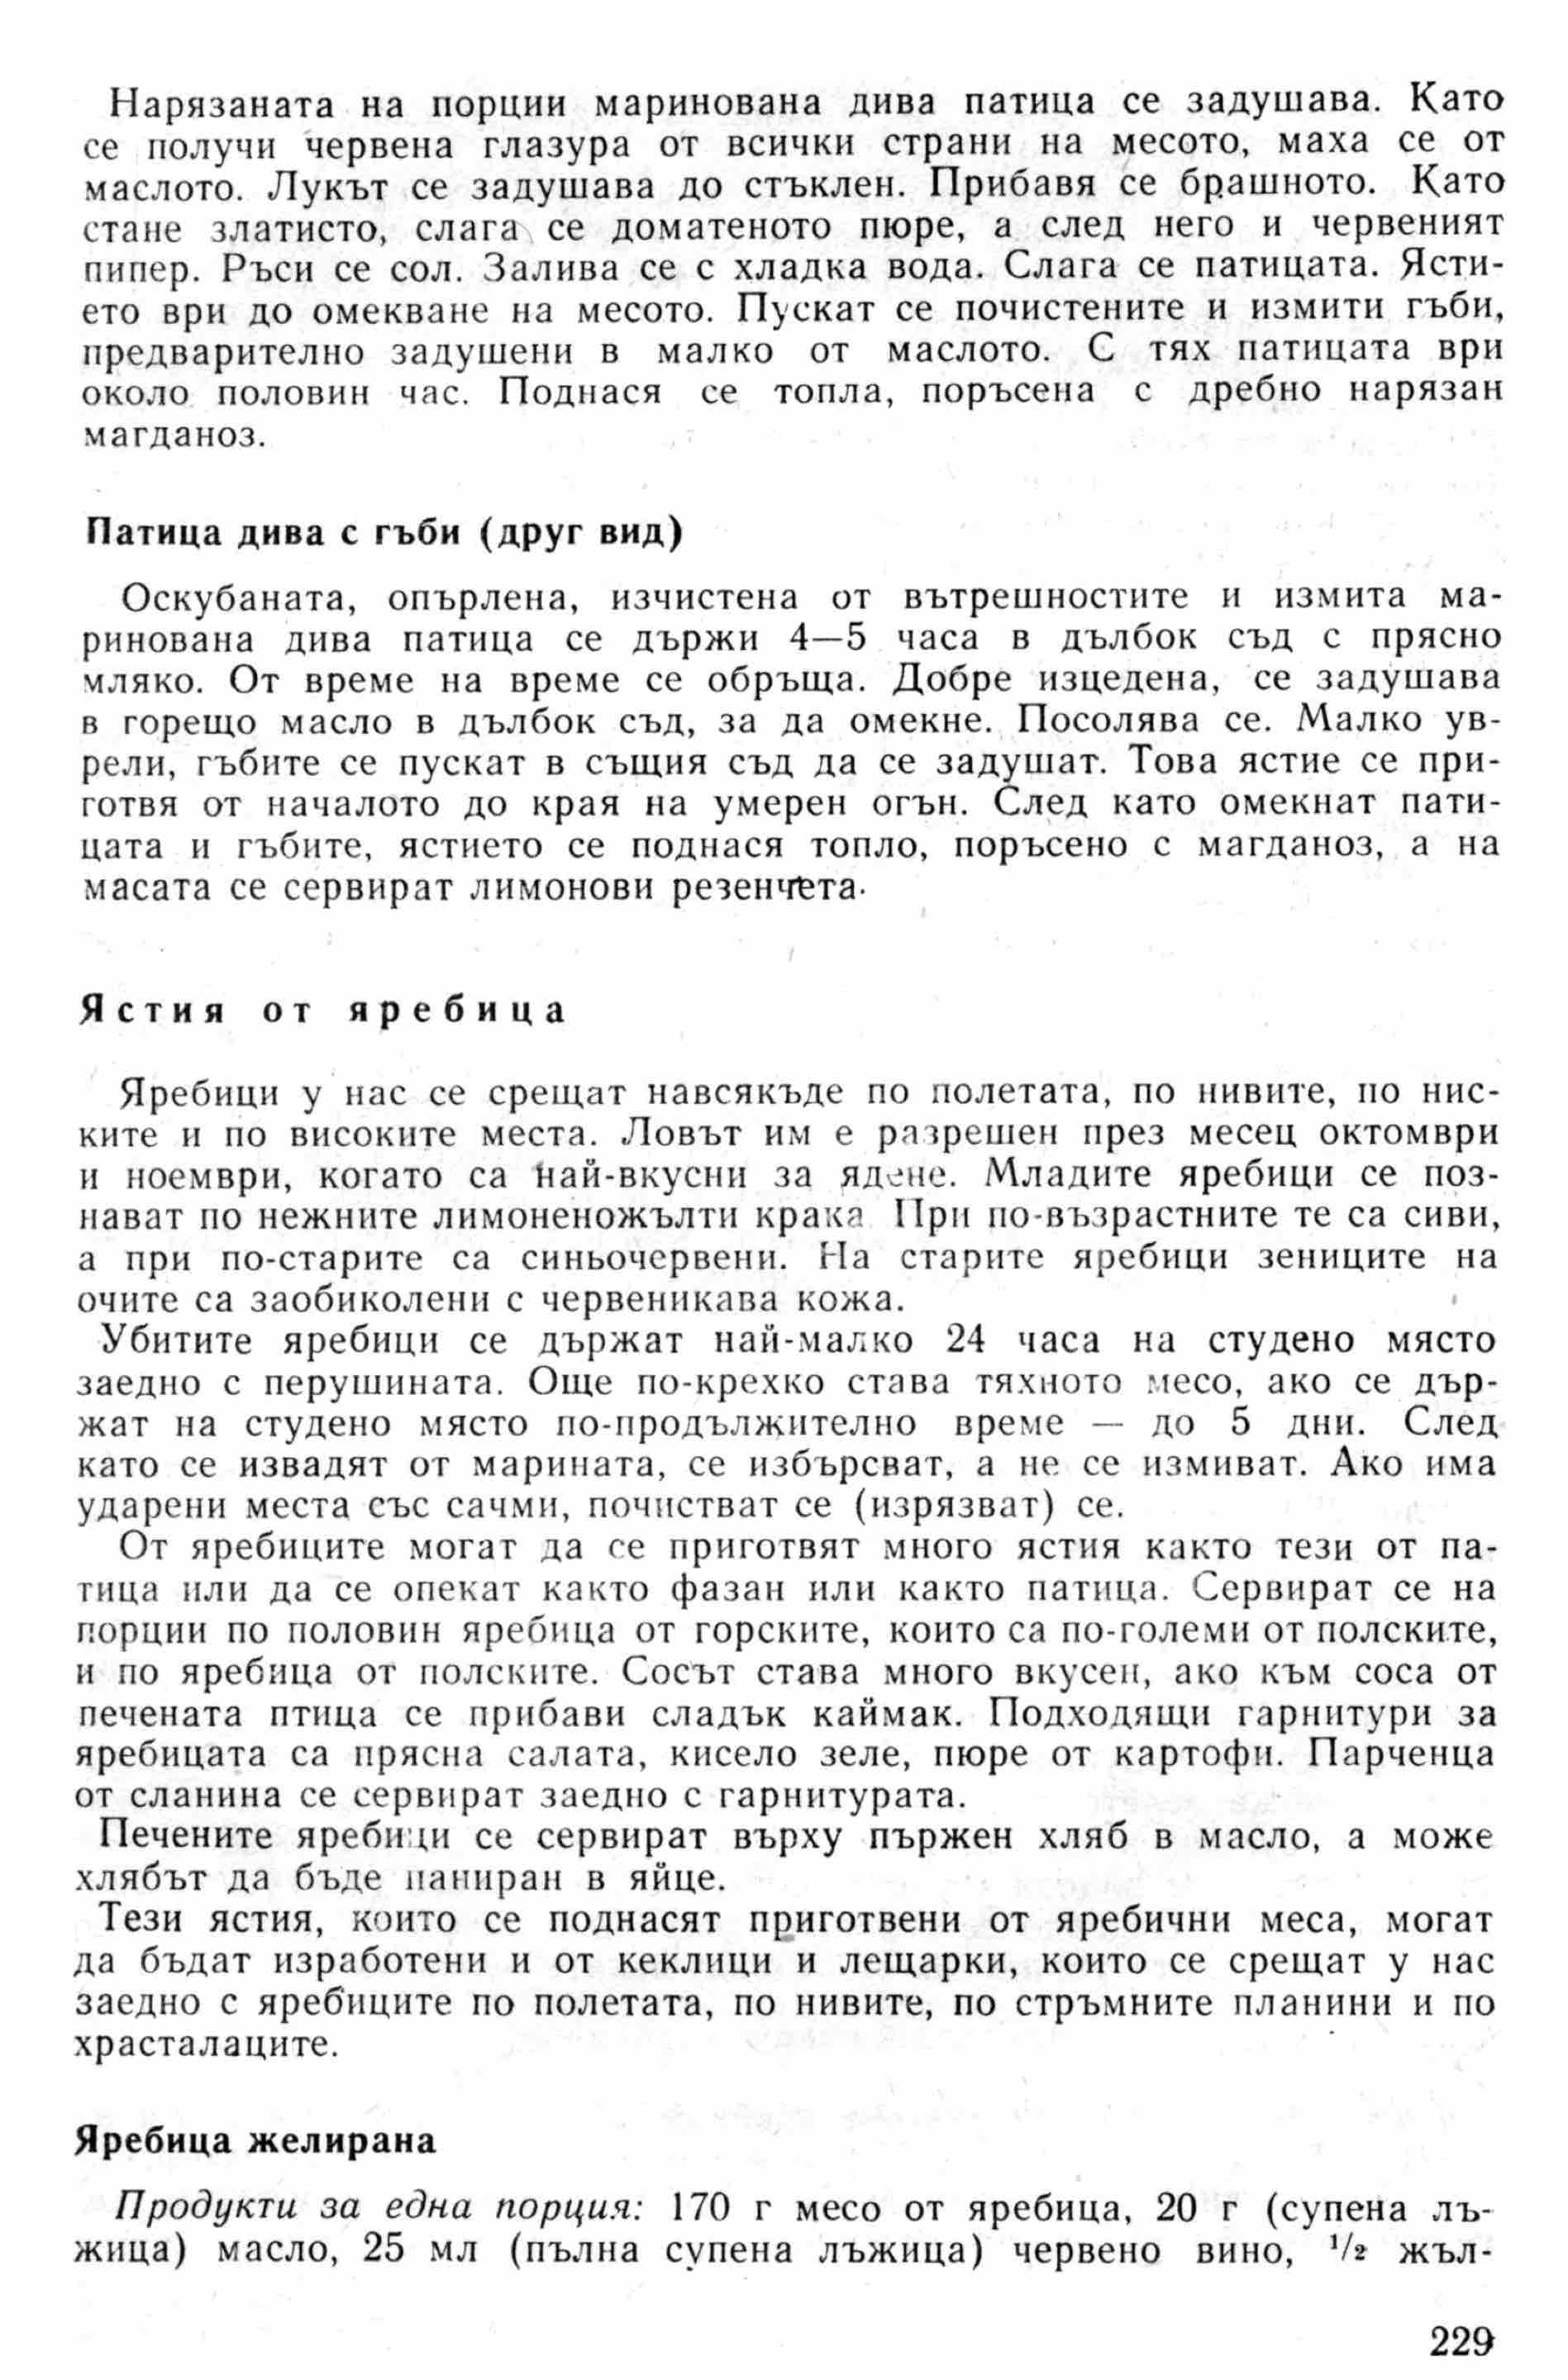 Нарязаната на порции маринована дива патица се задушава. Като
се получи червена глазура от всички страни на месото, маха се от
маслото. Лукът се задушава до стъклен. Прибавя се брашното. Като
стане златисто, слага се доматеното пюре, а след него и червеният
пипер. Ръси се сол. Залива се с хладка вода. Слага се патицата. Ясти-
ето ври до омекване на месото. Пускат се почистените и измити гъби,
предварително задушени в малко от маслото. С тях патицата ври
около половин час. Поднася се топла, поръсена с дребно нарязан
магданоз.
Патица дива с гъби (друг вид)
Оскубаната, опърлена, изчистена от вътрешностите и измита ма-
ринована дива патица се държи 4—5 часа в дълбок съд с прясно
мляко. От време на време се обръща. Добре изцедена, се задушава
в горещо масло в дълбок съд, за да омекне. Посолява се. Малко ув-
рели, гъбите се пускат в същия съд да се задушат. Това ястие се при-
готвя от началото до края на умерен огън. След като омекнат пати-
цата и гъбите, ястието се поднася топло, поръсено с магданоз, а на
масата се сервират лимонови резенчета.
Ястия от яребица
Яребици у нас се срещат навсякъде по полетата, по нивите, по нис-
ките и по високите места. Ловът им е разрешен през месец октомври
и ноември, когато са най-вкусни за ядене. Младите яребици се поз-
нават по нежните лимоненожълти крака При по-възрастните те са сиви,
а при по-старите са синьочервени. На старите яребици зениците на
очите са заобиколени с червеникава кожа.
Убитите яребици се държат най-малко 24 часа на студено място
заедно с перушината. Още по-крехко става тяхното месо, ако се дър-
жат на студено място по-продължително време — до 5 дни. След
като се извадят от марината, се избърсват, а не се измиват. Ако има
ударени места със сачми, почистват се (изрязват) се.
От яребиците могат да се приготвят много ястия както тези от па-
тица или да се опекат както фазан или както патица. Сервират се на
порции по половин яребица от горските, които са по-големи от полските,
и по яребица от полските. Сосът става много вкусен, ако към соса от
печената птица се прибави сладък каймак. Подходящи гарнитури за
яребицата са прясна салата, кисело зеле, пюре от картофи. Парченца
от сланина се сервират заедно с гарнитурата.
Печените яребици се сервират върху пържен хляб в масло, а може
хлябът да бъде паниран в яйце.
Тези ястия, които се поднасят приготвени от яребични меса, могат
да бъдат изработени и от кеклици и лещарки, които се срещат у нас
заедно с яребиците по полетата, по нивите, по стръмните планини и по
храсталаците.
Яребица желирана
Продукти за една порция: 170 г месо от яребица, 20 г (супена лъ-
жица) масло, 25 мл (пълна супена лъжица) червено вино, 1/2 жъл-
229